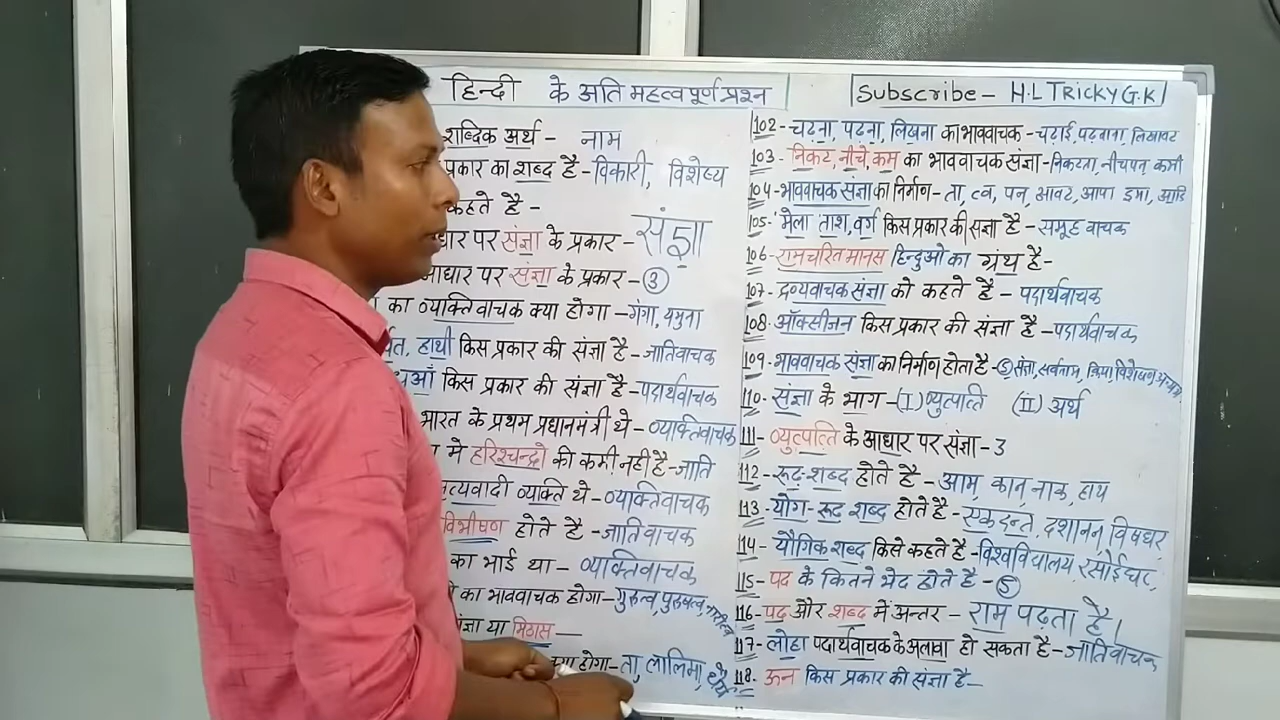 हिन्दी के अति महत्वपूर्ण प्रश्न
शब्दिक अर्थ - नाम
प्रकार का शब्द है - विकारी, विशेष्य
कहते है -
संज्ञा
धार पर संज्ञा के प्रकार -
आधार पर संज्ञा के प्रकार - ③
का व्यक्तिवाचक क्या होगा - गंगा, यमुना
र्वत, हाथी किस प्रकार की संज्ञा है - जातिवाचक
किस प्रकार की संज्ञा है - पदार्थवाचक
भारत के प्रथम प्रधानमंत्री थे - व्यक्तिवाचक
मे हरिश्चन्द्रो की कमी नही है - जाति
सत्यवादी व्यक्ति थे - व्यक्तिवाचक
विभीषण होते है - जातिवाचक
का भाई था - व्यक्तिवाचक
का भाववाचक होगा - गुरुत्व, पुरुषत्व,
संज्ञा या मिगस -
क्या होगा - ता, लालिमा,
Subscribe - H.L TRICKY G.K
102 - चढना, पढना, लिखना का भाववाचक - चढाई, पढवाना, लिखावट
103 - निकट, नीचे, कम का भाववाचक संज्ञा - निकटता, नीचपन, कमी
104 - भाववाचक संज्ञा का निर्माण - ता, त्व, पन, आवट, आपा इमा, आदि
105 - मेला ताश, वर्ग किस प्रकार की संज्ञा है - समूह वाचक
106 - रामचरित मानस हिन्दुओ का ग्रंथ है -
107 - द्रव्यवाचक संज्ञा को कहते है - पदार्थवाचक
108 - ऑक्सीजन किस प्रकार की संज्ञा है - पदार्थवाचक
109 - भाववाचक संज्ञा का निर्माण होता है - ⑤ संज्ञा, सर्वनाम, क्रिया, विशेषण,
110 - संज्ञा के भाग - (I) व्युत्पत्ति (II) अर्थ
111 - व्युत्पत्ति के आधार पर संज्ञा - 3
112 - रूढ़-शब्द होते है - आम, कान, नाक, हाथ
113 - योग-रूढ़ शब्द होते है - एकदन्त, दशानन, विषधर
114 - यौगिक शब्द किसे कहते है - विश्वविद्यालय, रसोईघर,
115 - पद के कितने भेद होते है - ⑤
116 - पद और शब्द में अन्तर - राम पढ़ता है।
117 - लोहा पदार्थवाचक के अलावा हो सकता है - जातिवाचक
118 - ऊन किस प्रकार की संज्ञा है -